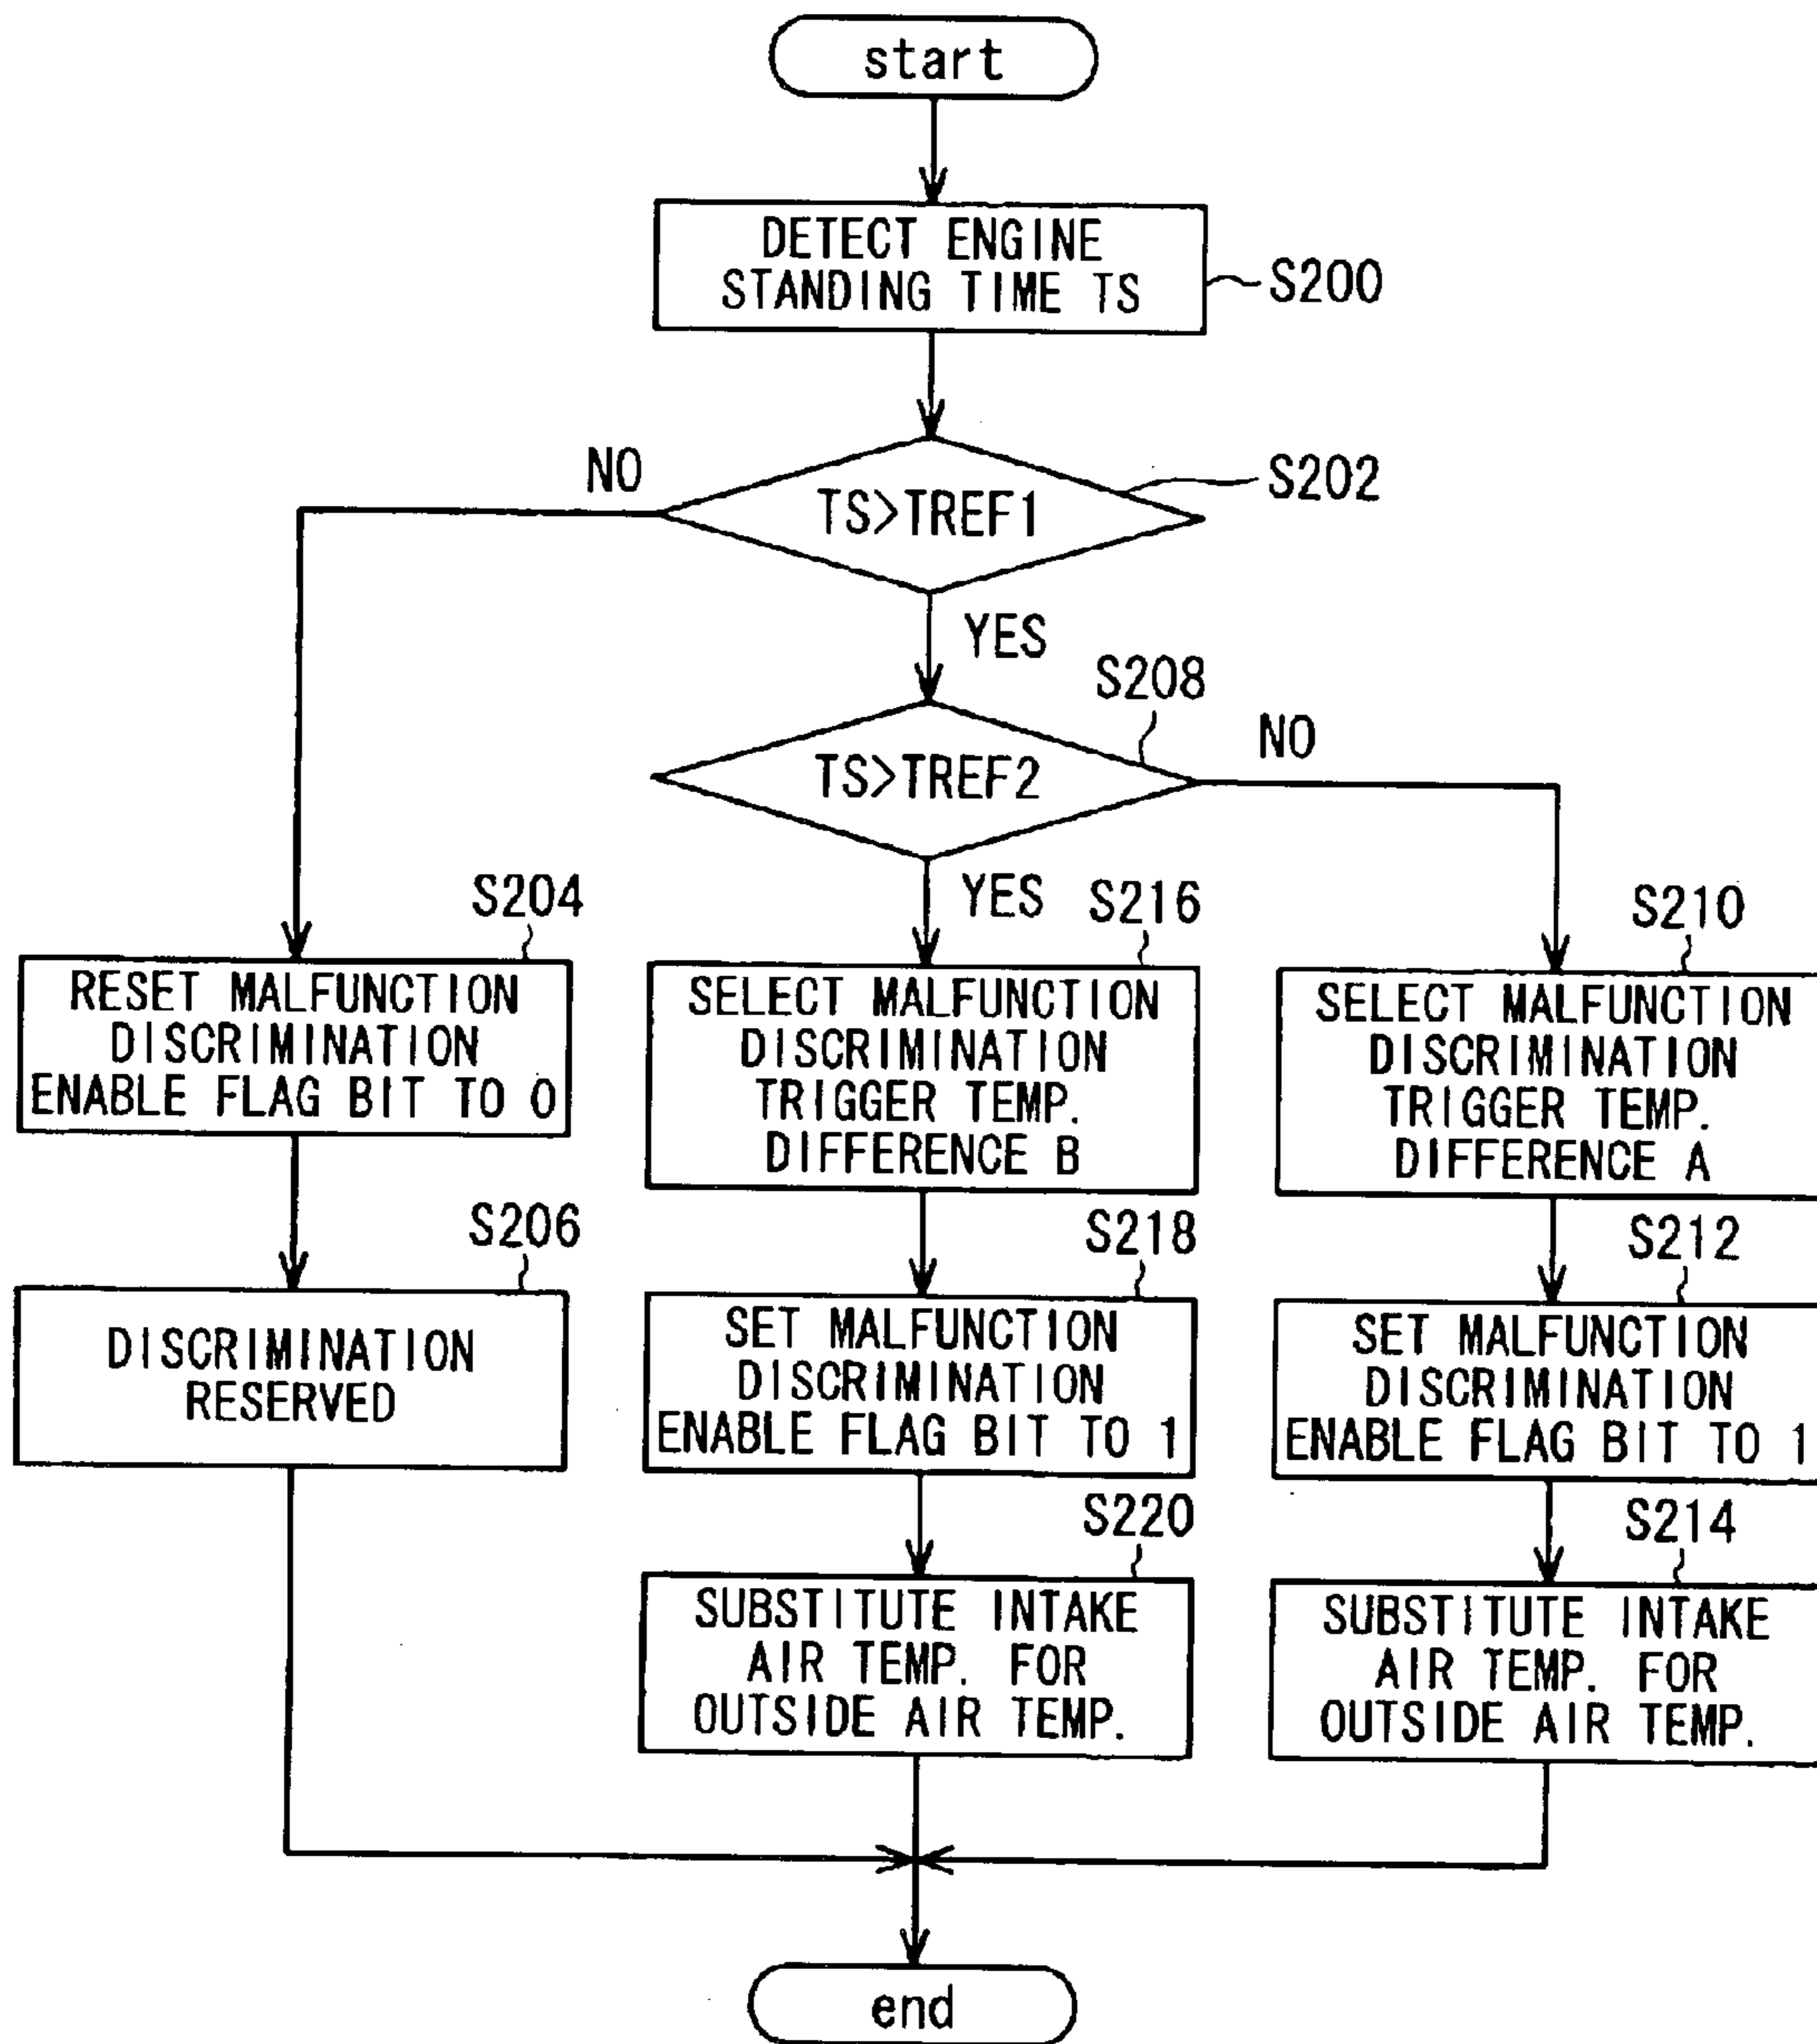 start
DETECT ENGINE
STANDING TIME TS
S200
NO
TS>TREF1
S202
YES
S208
TS>TREF2
NO
YES
S204
RESET MALFUNCTION
DISCRIMINATION
ENABLE FLAG BIT TO 0
S216
SELECT MALFUNCTION
DISCRIMINATION
TRIGGER TEMP.
DIFFERENCE B
S210
SELECT MALFUNCTION
DISCRIMINATION
TRIGGER TEMP.
DIFFERENCE A
S206
DISCRIMINATION
RESERVED
S218
SET MALFUNCTION
DISCRIMINATION
ENABLE FLAG BIT TO 1
S212
SET MALFUNCTION
DISCRIMINATION
ENABLE FLAG BIT TO 1
S220
SUBSTITUTE INTAKE
AIR TEMP. FOR
OUTSIDE AIR TEMP.
S214
SUBSTITUTE INTAKE
AIR TEMP. FOR
OUTSIDE AIR TEMP.
end